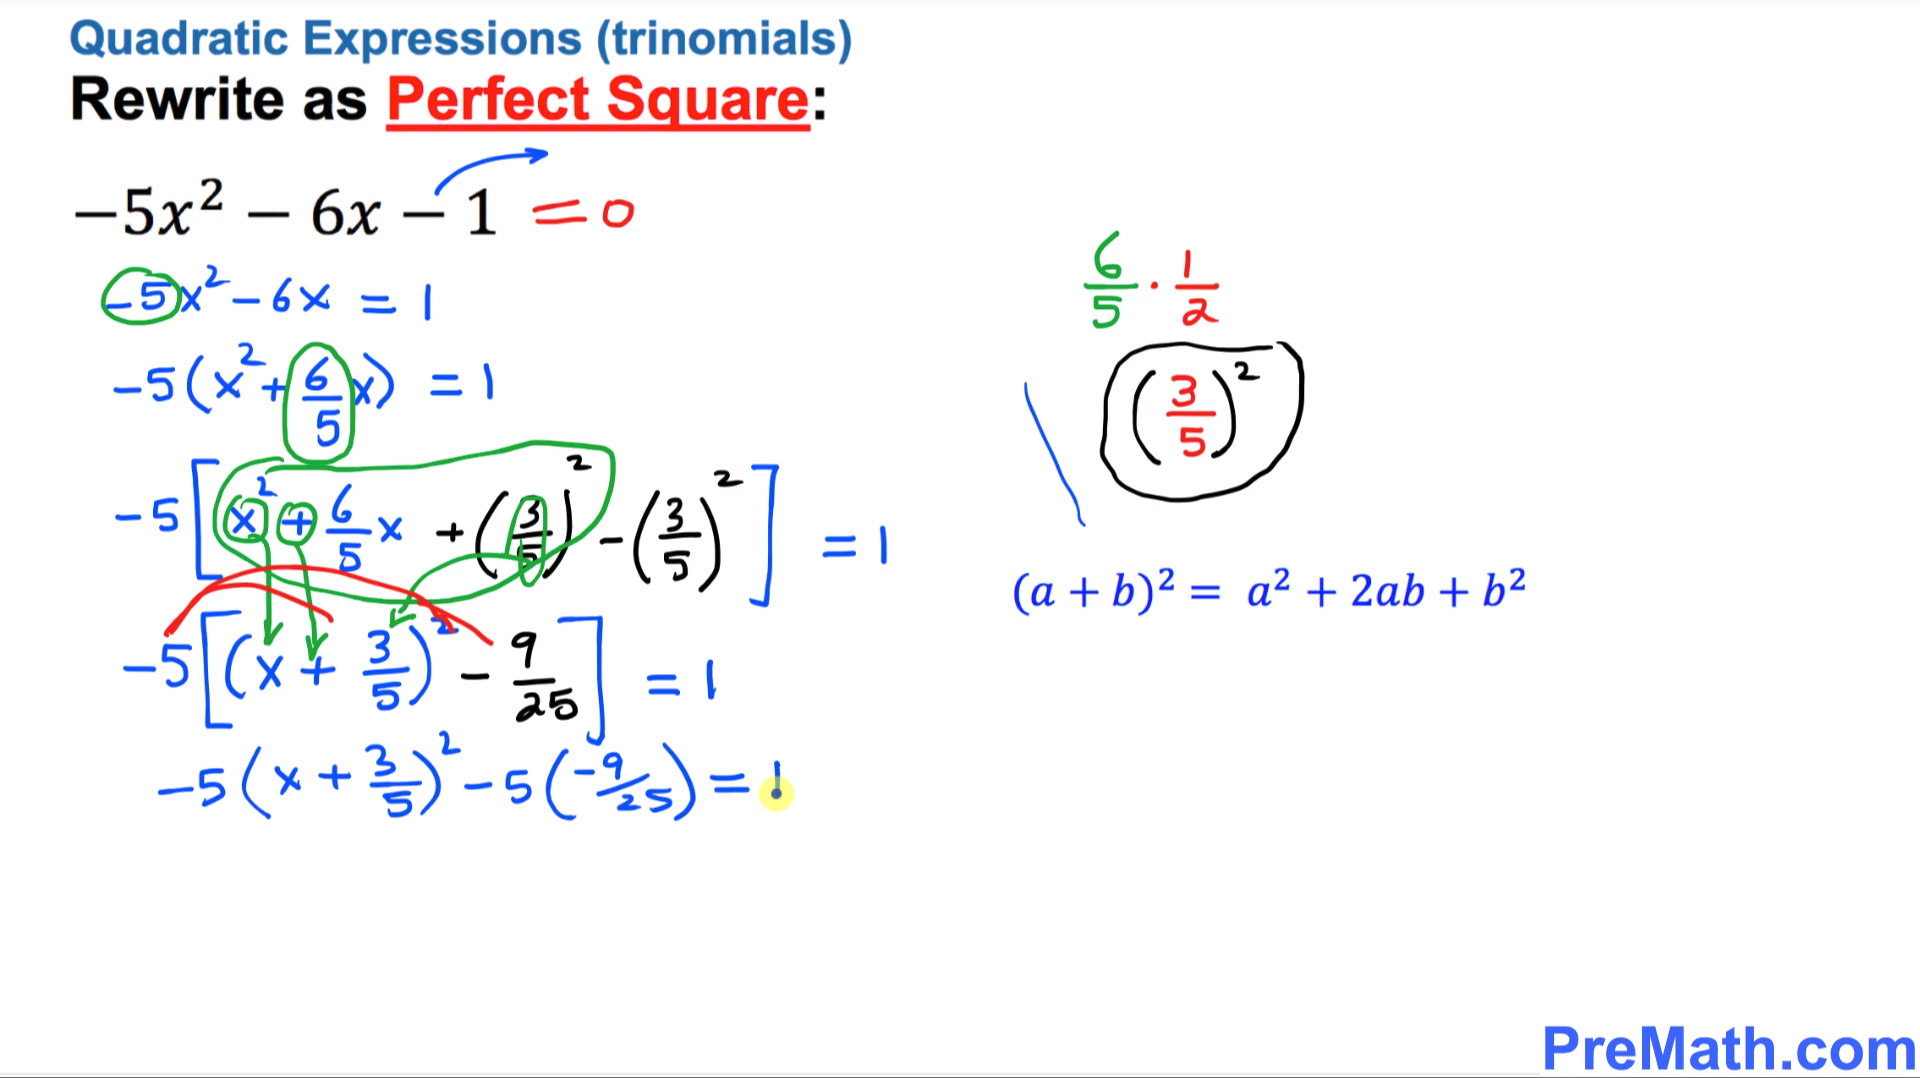 Quadratic Expressions (trinomials)
Rewrite as Perfect Square:
−5x² − 6x − 1 = 0
−5x² − 6x = 1
−5(x² + 6/5 x) = 1
−5[x² + 6/5 x + (3/5)² − (3/5)²] = 1
−5[(x + 3/5)² − 9/25] = 1
−5(x + 3/5)² − 5(−9/25) = 1
6/5 · 1/2
(3/5)²
(a + b)² = a² + 2ab + b²
PreMath.com